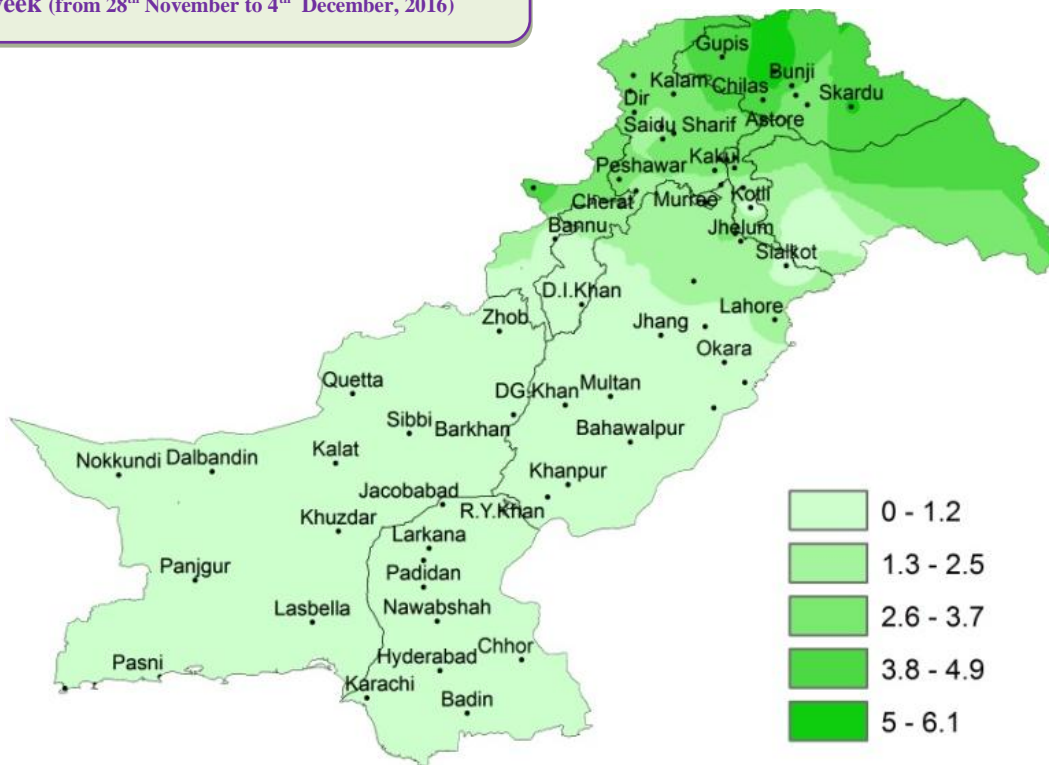 week (from 28th November to 4th December, 2016)
Gupis
Kalam
Chilas
Bunji
Skardu
Dir
Saidu Sharif
Astore
Peshawar
Kakul
Cherat
Murree
Kotli
Bannu
Jhelum
Sialkot
D.I.Khan
Zhob
Jhang
Lahore
Okara
Quetta
DG-Khan
Multan
Sibbi
Barkhan
Bahawalpur
Nokkundi
Dalbandin
Kalat
Khanpur
Jacobabad
R.Y.Khan
Khuzdar
Larkana
Panjgur
Padidan
Lasbella
Nawabshah
Chhor
Pasni
Hyderabad
Karachi
Badin
0 - 1.2
1.3 - 2.5
2.6 - 3.7
3.8 - 4.9
5 - 6.1